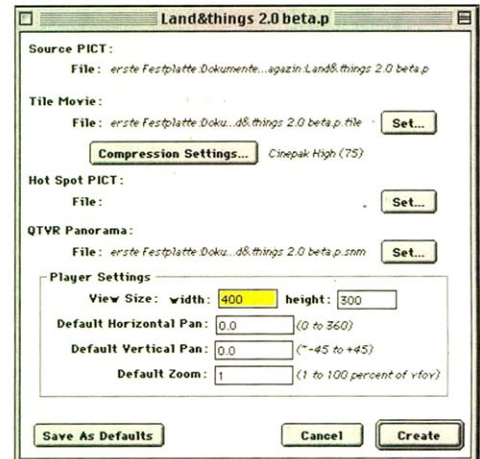 Land&things 2.0 beta.p
Source PICT:
File: erste Festplatte:Dokumente...agazin:Land&things 2.0 beta.p
Tile Movie:
File: erste Festplatte:Doku...d&things 2.0 beta.p.tile Set...
Compression Settings... Cinepak High (75)
Hot Spot PICT:
File: Set...
QTVR Panorama:
File: erste Festplatte:Doku...d&things 2.0 beta.p.snm Set...
Player Settings
View Size: width: 400 height: 300
Default Horizontal Pan: 0.0 (0 to 360)
Default Vertical Pan: 0.0 (~-45 to +45)
Default Zoom: 1 (1 to 100 percent of vfov)
Save As Defaults Cancel Create